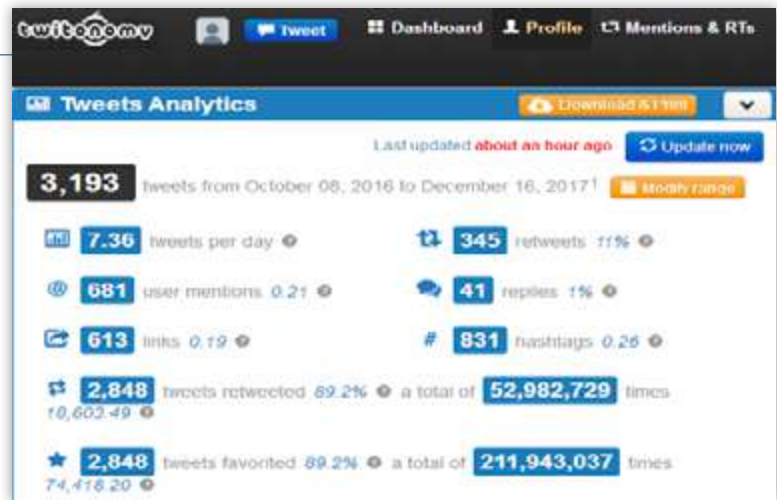 twitonomy Tweet Dashboard Profile Mentions & RTs
Tweets Analytics Download & Print
Last updated about an hour ago Update now
3,193 tweets from October 08, 2016 to December 16, 2017† Modify range
7.36 tweets per day 345 retweets 11%
681 user mentions 0.21 41 replies 1%
613 links 0.19 # 831 hashtags 0.26
2,848 tweets retweeted 89.2% a total of 52,982,729 times
18,603.49
2,848 tweets favorited 89.2% a total of 211,943,037 times
74,418.20